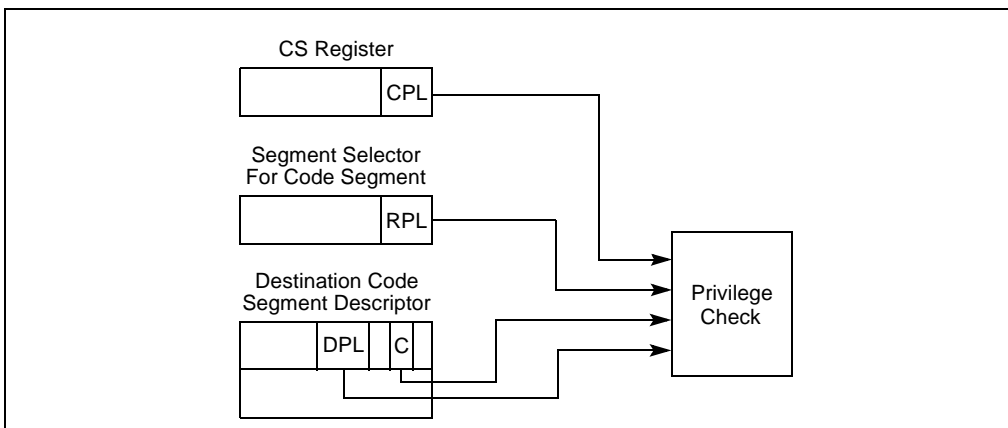 CS Register
CPL
Segment Selector
For Code Segment
RPL
Destination Code
Segment Descriptor
DPL
C
Privilege
Check